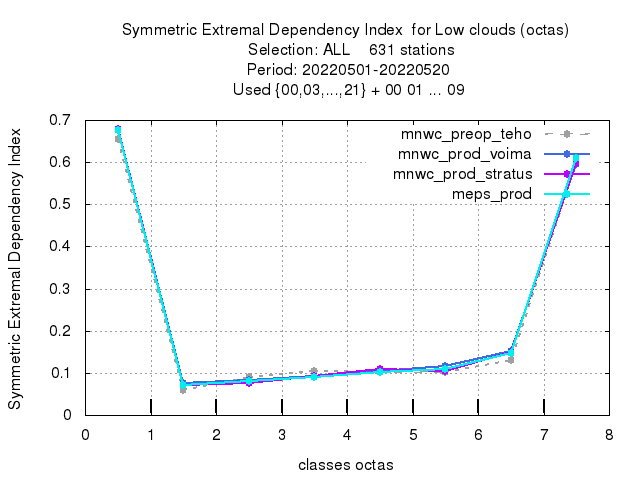 Symmetric Extremal Dependency Index  for Low clouds (octas)
Selection: ALL    631 stations
Period: 20220501-20220520
Used {00,03,...,21} + 00 01 ... 09
Symmetric Extremal Dependency Index
0.7
0.6
0.5
0.4
0.3
0.2
0.1
0
mnwc_preop_teho
mnwc_prod_voima
mnwc_prod_stratus
meps_prod
0 1 2 3 4 5 6 7 8
classes octas